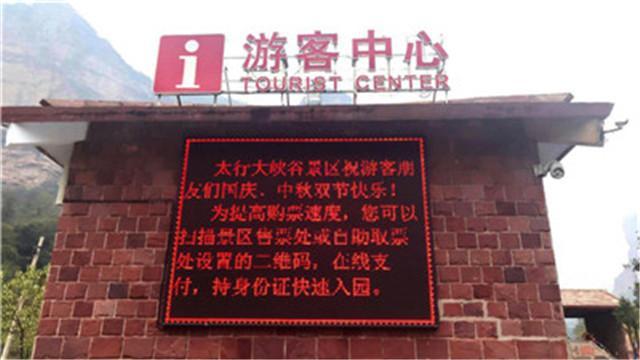 i 游客中心
TOURIST CENTER
太行大峡谷景区祝游客朋
友们国庆、中秋双节快乐！
为提高购票速度，您可以
扫描景区售票处或自助取票
处设置的二维码，在线支
付，持身份证快速入园。